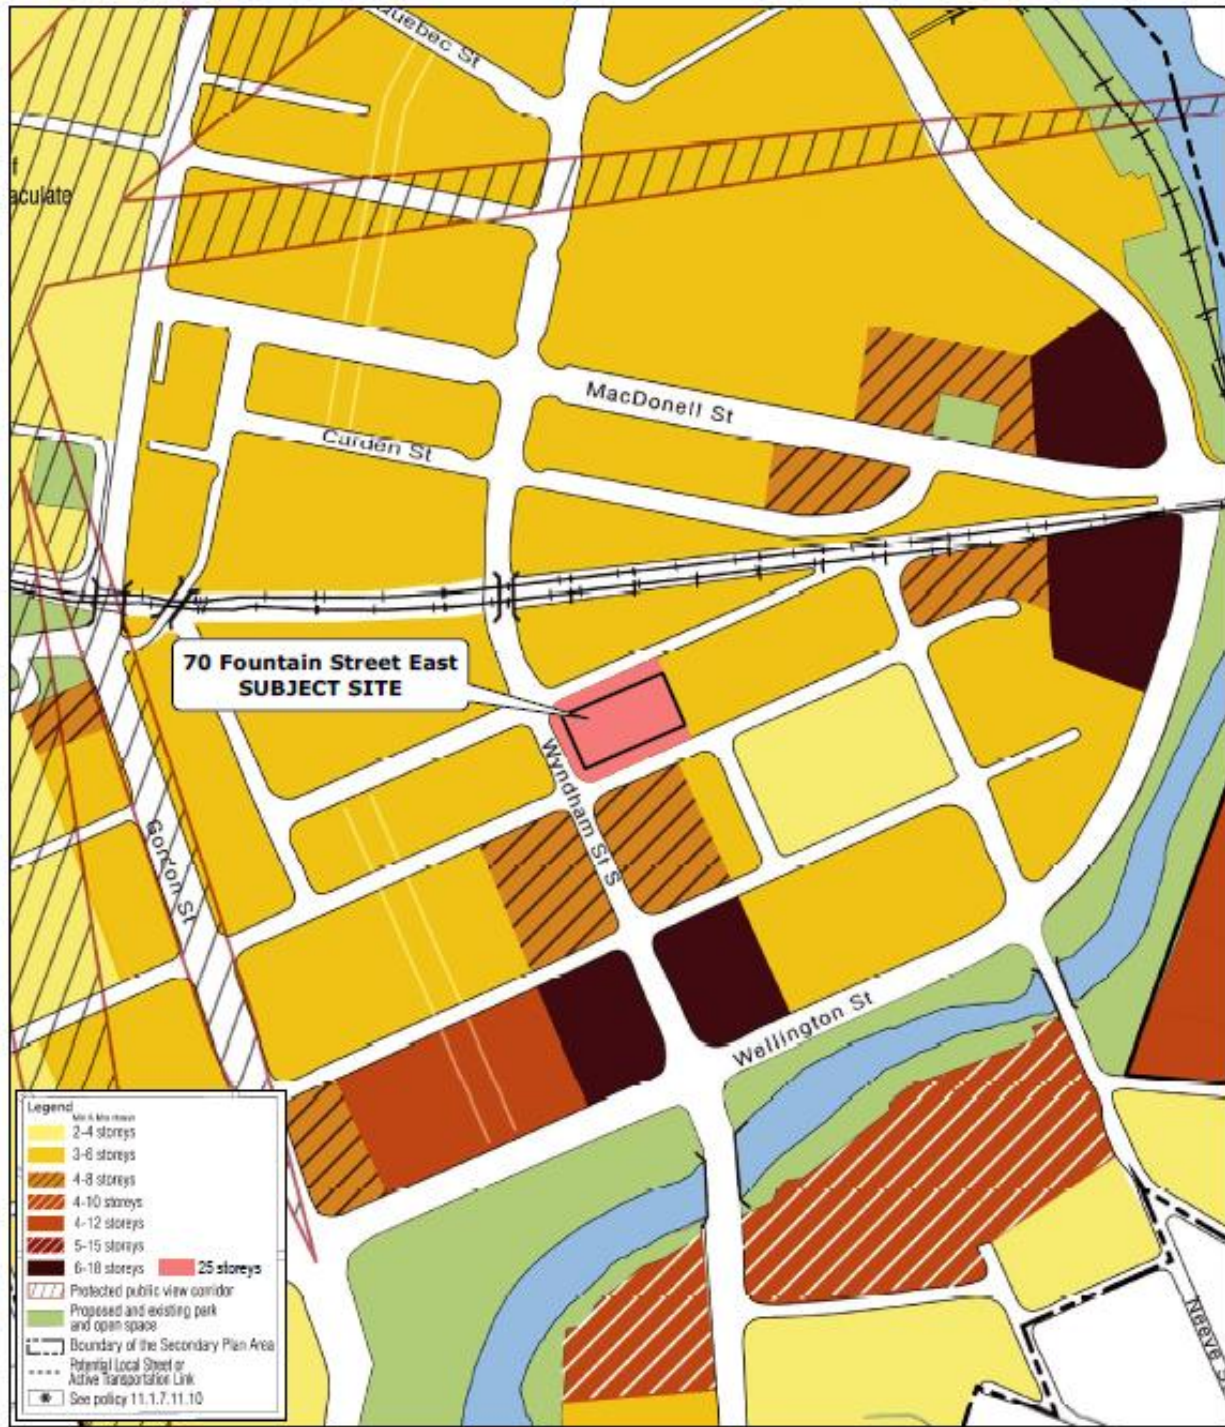 Quebec St
aculate
MacDonell St
Carden St
70 Fountain Street East
SUBJECT SITE
Wyndham St S
Gordon St
Wellington St
Neeve S
Legend
2-4 storeys
3-6 storeys
4-8 storeys
4-10 storeys
4-12 storeys
5-15 storeys
6-18 storeys
25 storeys
Protected public view corridor
Proposed and existing park
and open space
Boundary of the Secondary Plan Area
Potential Local Street or
Active Transportation Link
See policy 11.1.7.11.10